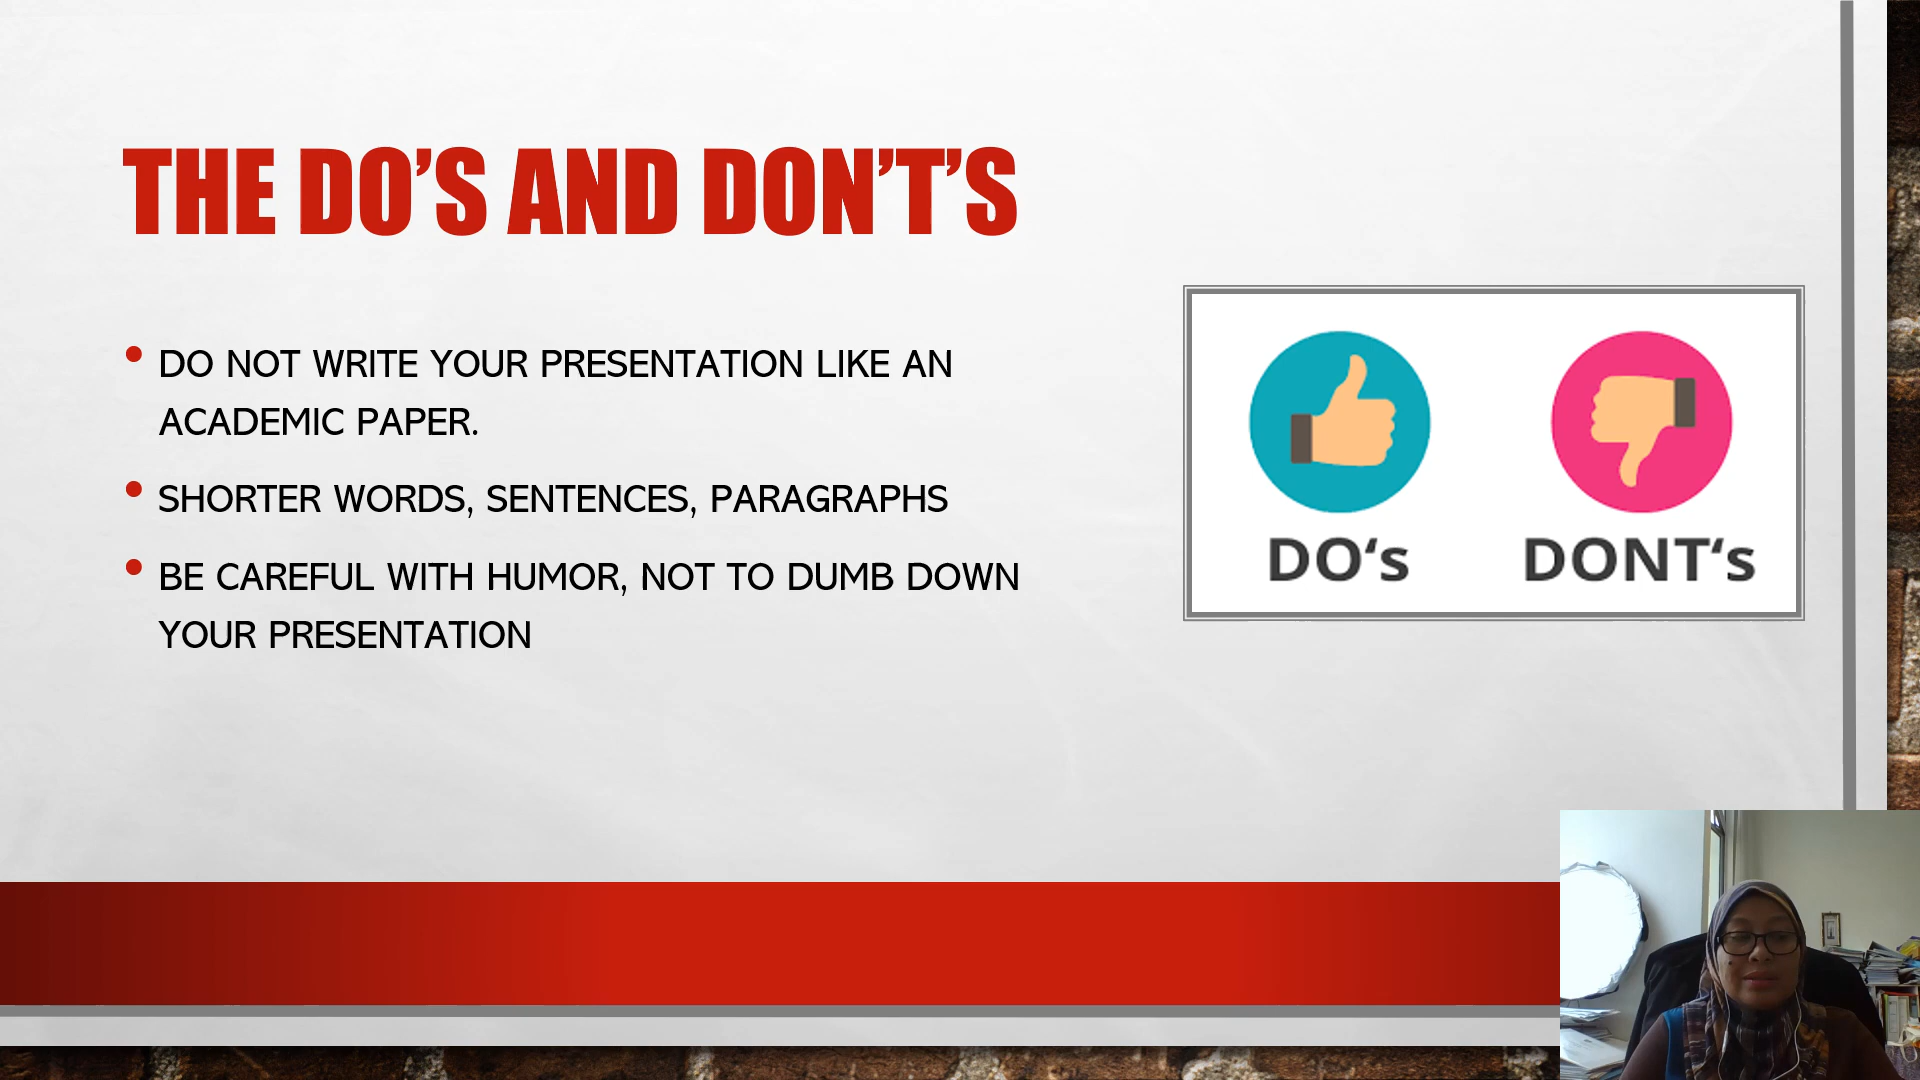 THE DO’S AND DON’T’S
• DO NOT WRITE YOUR PRESENTATION LIKE AN
ACADEMIC PAPER.
• SHORTER WORDS, SENTENCES, PARAGRAPHS
• BE CAREFUL WITH HUMOR, NOT TO DUMB DOWN
YOUR PRESENTATION
DO‘s DONT‘s